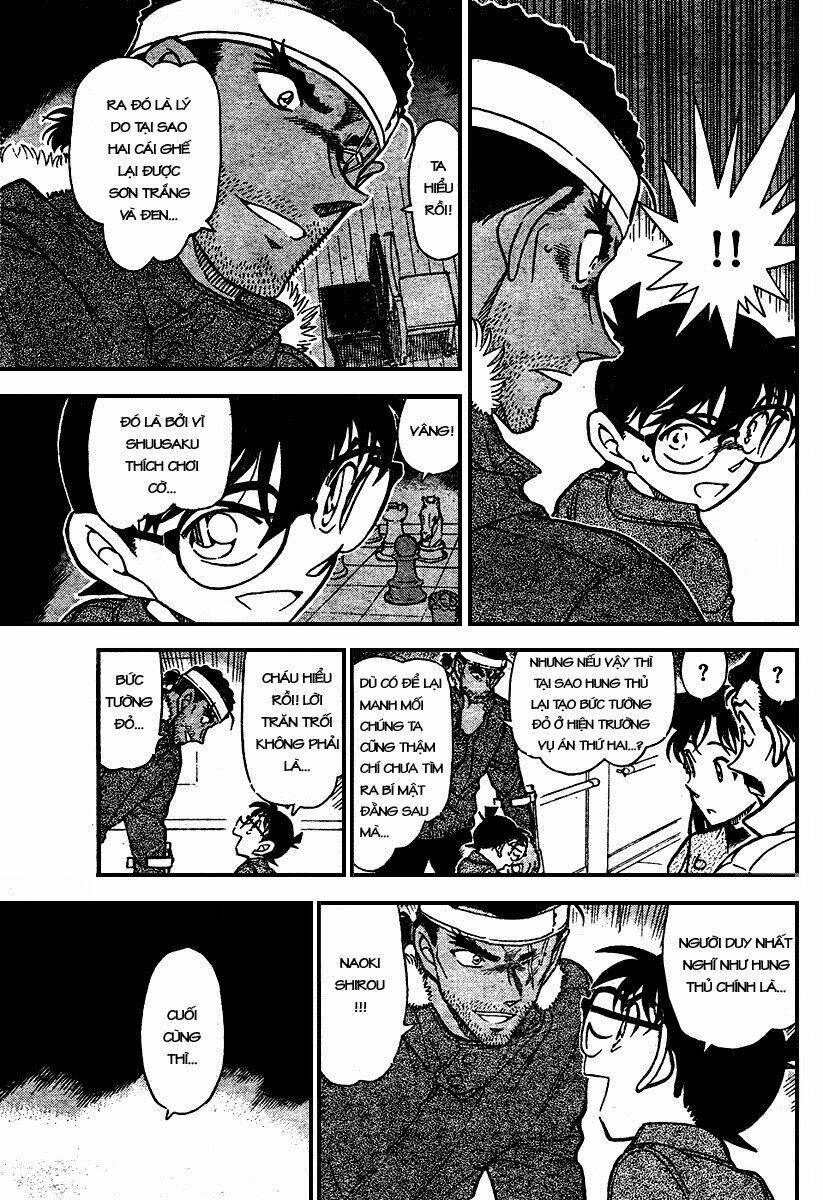 !!
TA
HIỂU
RỒI!
RA ĐÓ LÀ LÝ
DO TẠI SAO
HAI CÁI GHẾ
LẠI ĐƯỢC
SƠN TRẮNG
VÀ ĐEN...
VÂNG!
ĐÓ LÀ BỞI VÌ
SHUUSAKU
THÍCH CHƠI
CỜ...
?
?
NHƯNG NẾU VẬY THÌ
TẠI SAO HUNG THỦ
LẠI TẠO BỨC TƯỜNG
ĐỎ Ở HIỆN TRƯỜNG
VỤ ÁN THỨ HAI...?
DÙ CÓ ĐỂ LẠI
MANH MỐI
CHÚNG TA
CŨNG THẬM
CHÍ CHƯA TÌM
RA BÍ MẬT
ĐẰNG SAU
MÀ...
CHÁU HIỂU
RỒI! LỜI
TRĂN TRỐI
KHÔNG PHẢI
LÀ...
BỨC
TƯỜNG
ĐỎ...
NGƯỜI DUY NHẤT
NGHĨ NHƯ HUNG
THỦ CHÍNH LÀ...
NAOKI
SHIROU
!!!
CUỐI
CÙNG
THÌ...